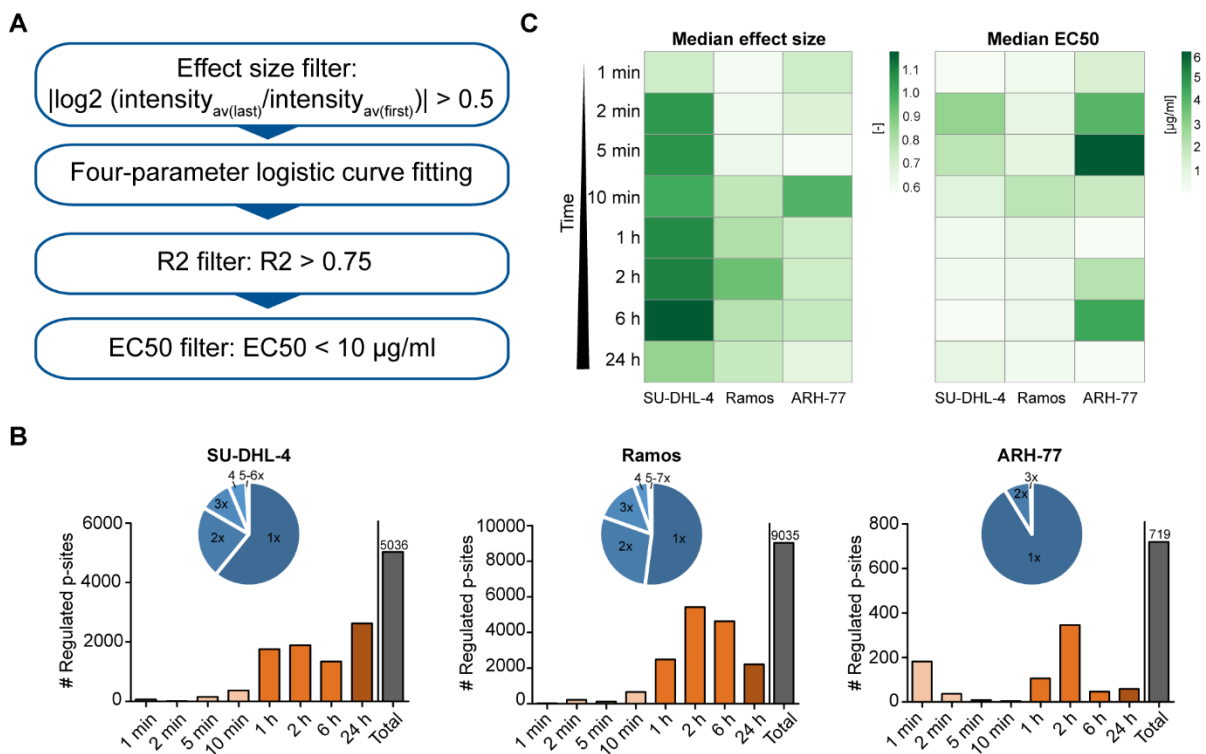 A
Effect size filter:
|log2 (intensityav(last)/intensityav(first))| > 0.5
Four-parameter logistic curve fitting
R2 filter: R2 > 0.75
EC50 filter: EC50 < 10 µg/ml
C
Median effect size
Median EC50
Time
1 min
2 min
5 min
10 min
1 h
2 h
6 h
24 h
SU-DHL-4 Ramos ARH-77
[-]
1.1
1.0
0.9
0.8
0.7
0.6
SU-DHL-4 Ramos ARH-77
[µg/ml]
6
5
4
3
2
1
B
SU-DHL-4
4 5-6x
3x
2x
1x
# Regulated p-sites
6000
4000
2000
0
5036
1 min 2 min 5 min 10 min 1 h 2 h 6 h 24 h Total
Ramos
4 5-7x
3x
2x
1x
# Regulated p-sites
10000
8000
6000
4000
2000
0
9035
1 min 2 min 5 min 10 min 1 h 2 h 6 h 24 h Total
ARH-77
3x
2x
1x
# Regulated p-sites
800
600
400
200
0
719
1 min 2 min 5 min 10 min 1 h 2 h 6 h 24 h Total